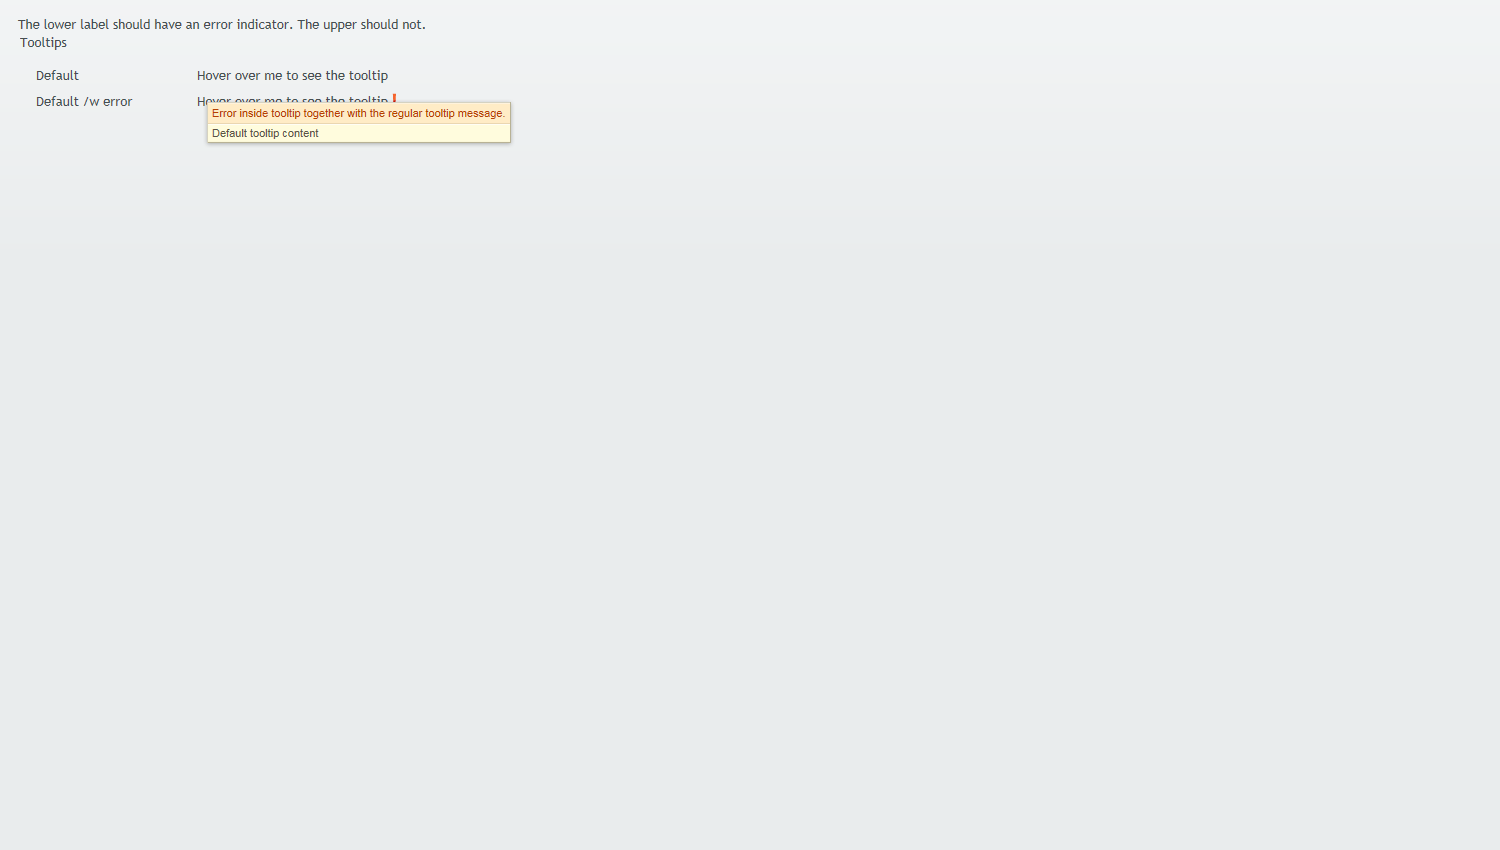 The lower label should have an error indicator. The upper should not.
Tooltips
Default Hover over me to see the tooltip
Default /w error Hover over me to see the tooltip
Error inside tooltip together with the regular tooltip message.
Default tooltip content